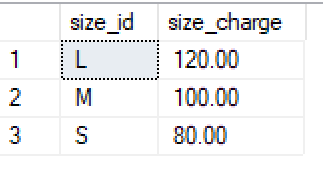 size_id size_charge
1 L 120.00
2 M 100.00
3 S 80.00